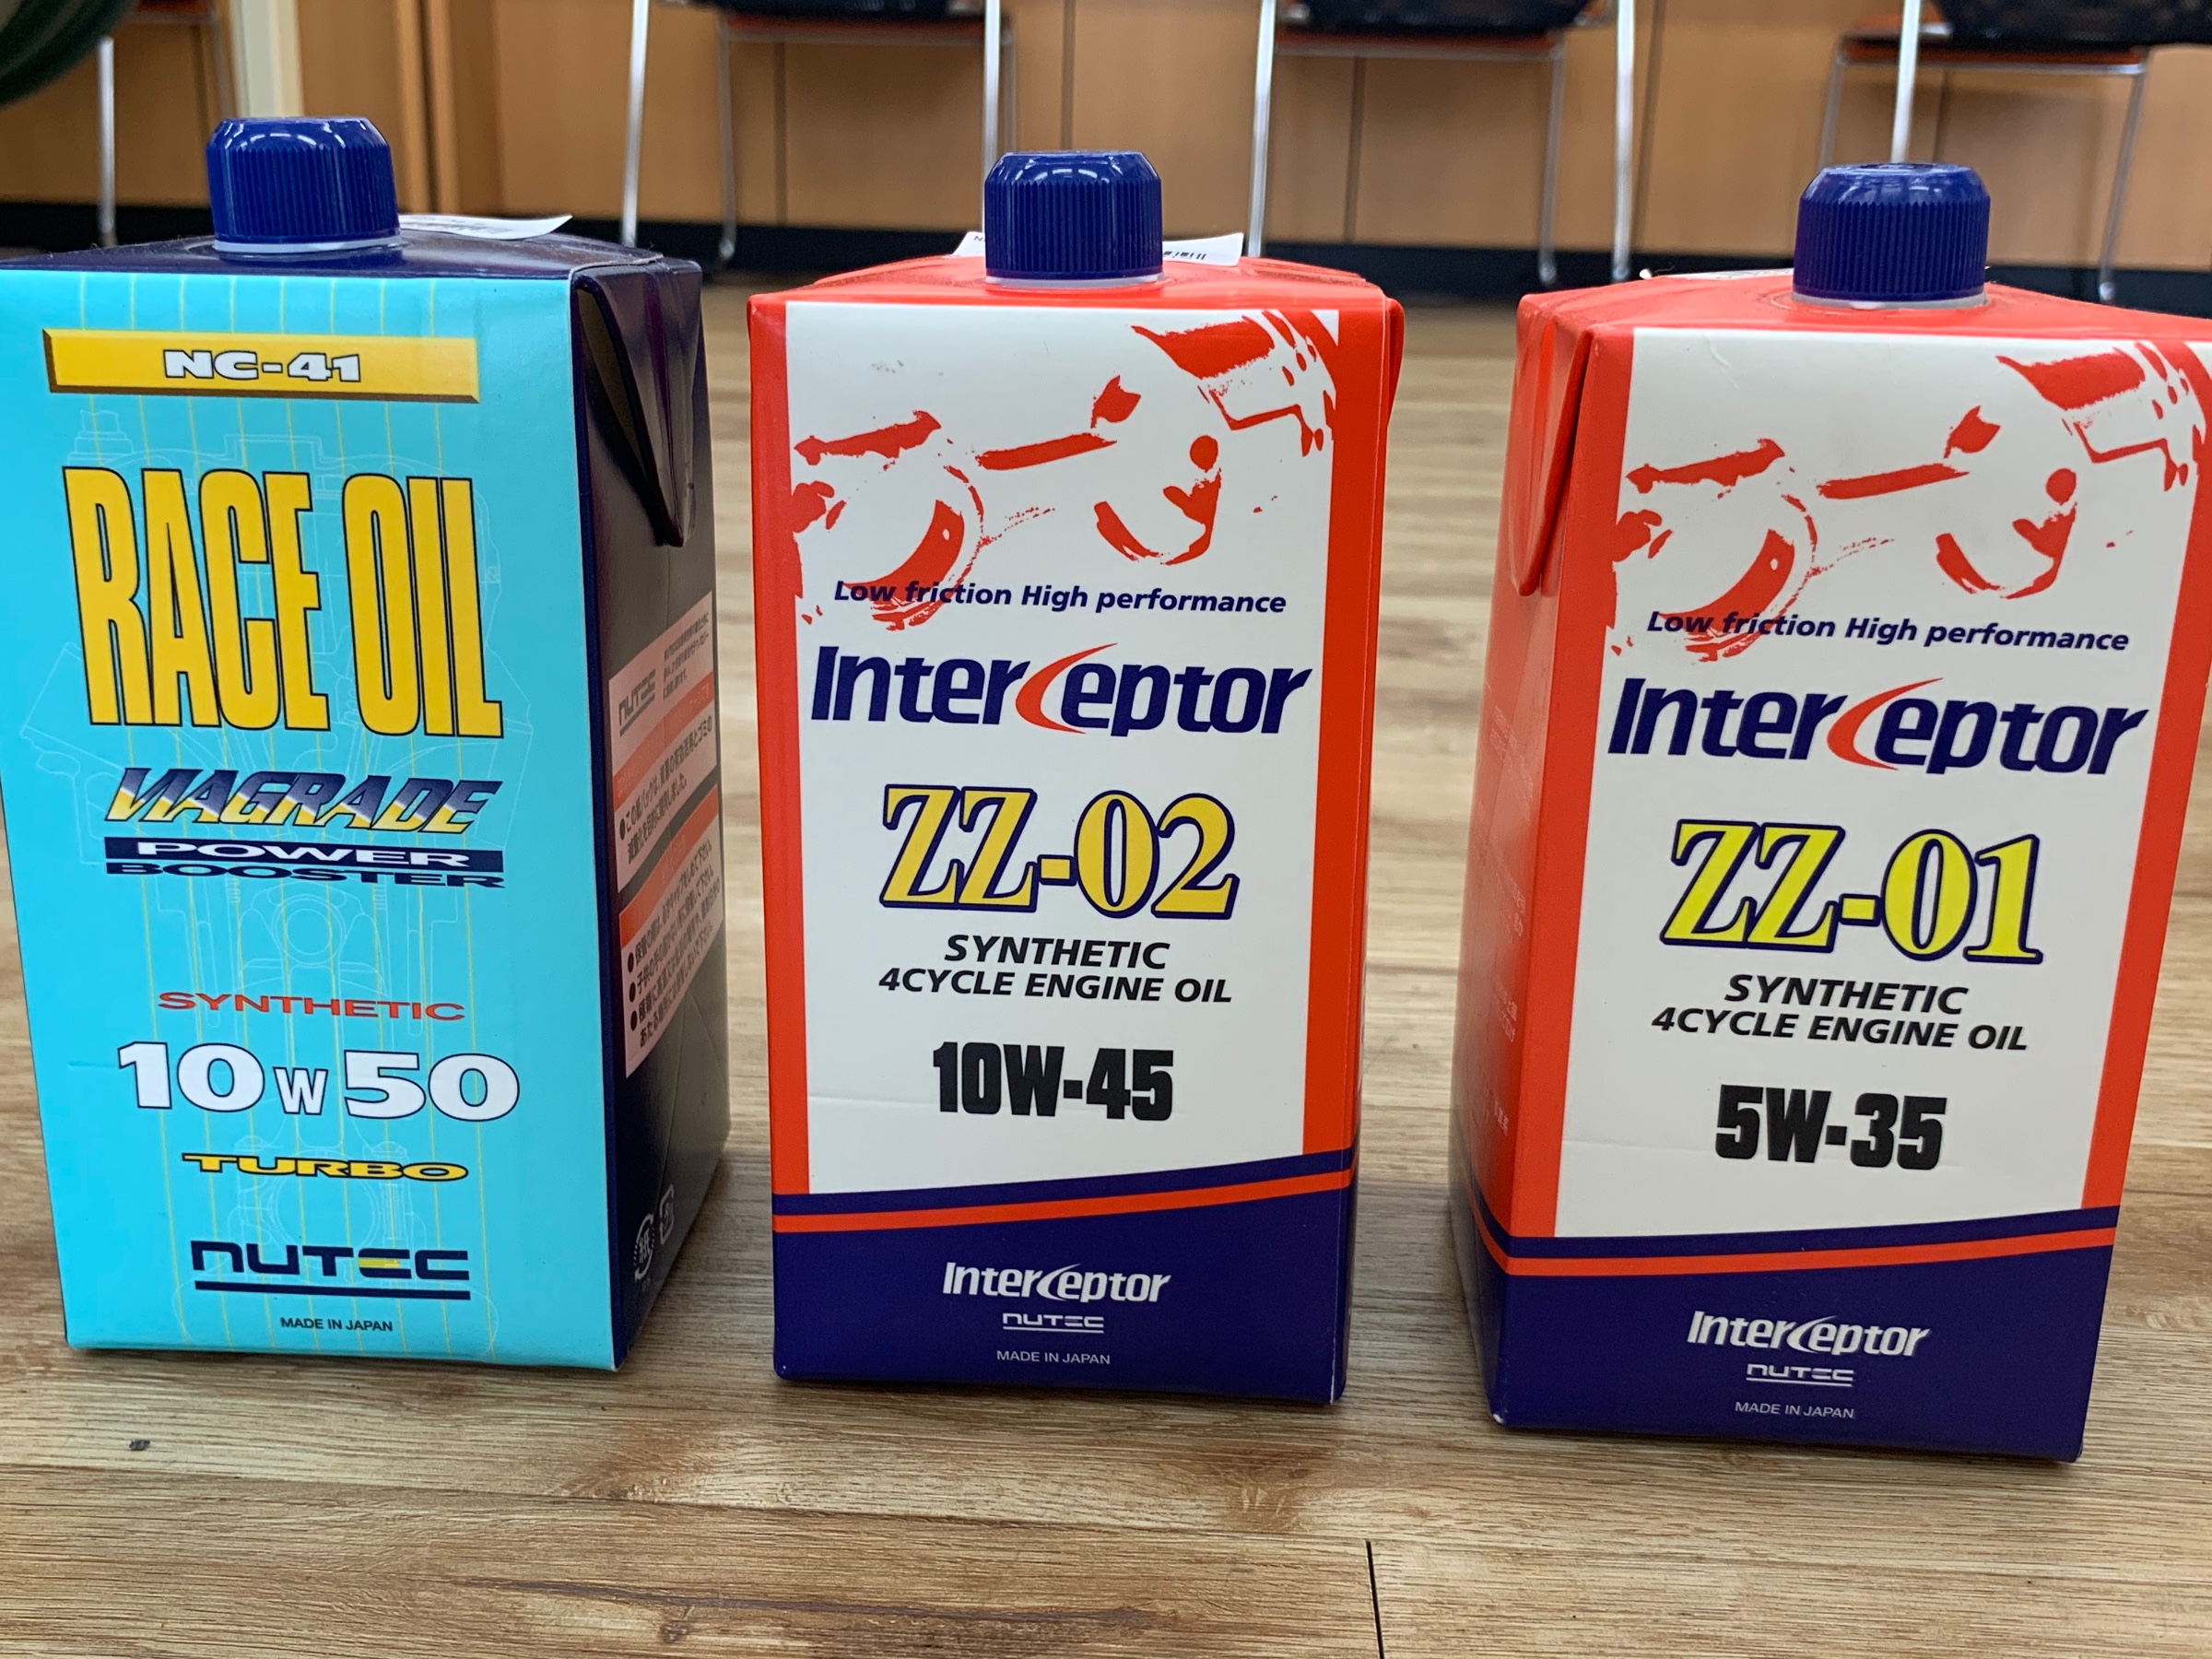 NC-41
RACE OIL
VIAGRADE
POWER
BOOSTER
SYNTHETIC
10W50
TURBO
NUTEC
MADE IN JAPAN
NUTEC
Low friction High performance
Interceptor
ZZ-02
SYNTHETIC
4CYCLE ENGINE OIL
10W-45
Interceptor
NUTEC
MADE IN JAPAN
Low friction High performance
Interceptor
ZZ-01
SYNTHETIC
4CYCLE ENGINE OIL
5W-35
Interceptor
NUTEC
MADE IN JAPAN